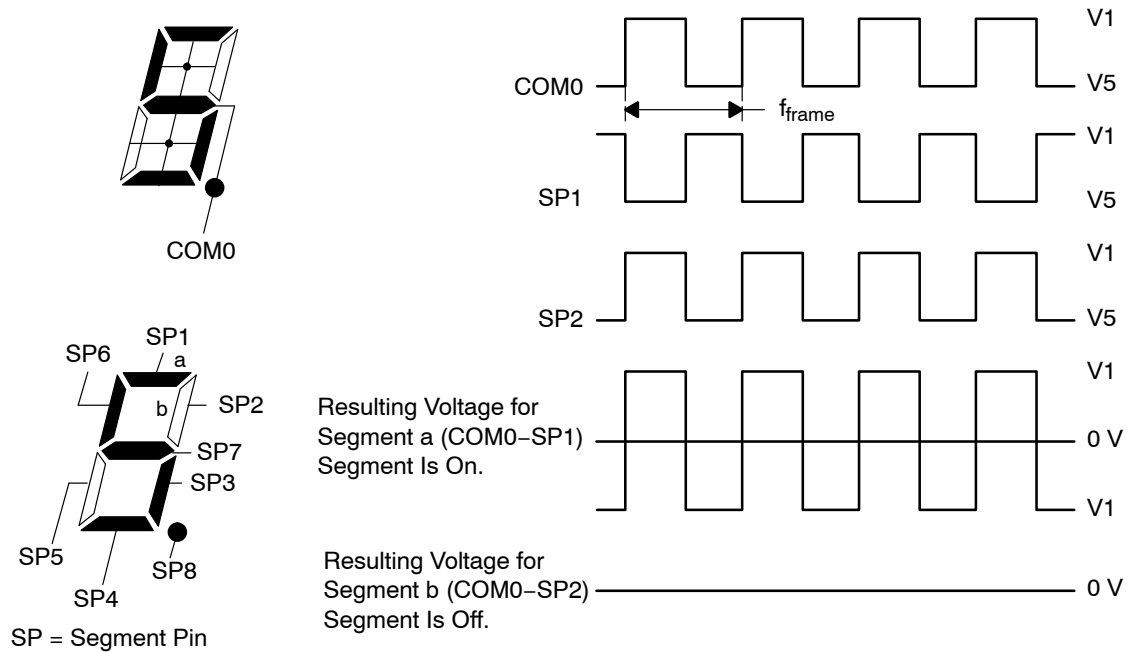 COM0
SP1
a
SP6
b
SP2
SP7
SP3
SP5
SP8
SP4
SP = Segment Pin
V1
COM0
V5
fframe
V1
SP1
V5
V1
SP2
V5
Resulting Voltage for
Segment a (COM0−SP1)
Segment Is On.
V1
0 V
V1
Resulting Voltage for
Segment b (COM0−SP2)
Segment Is Off.
0 V